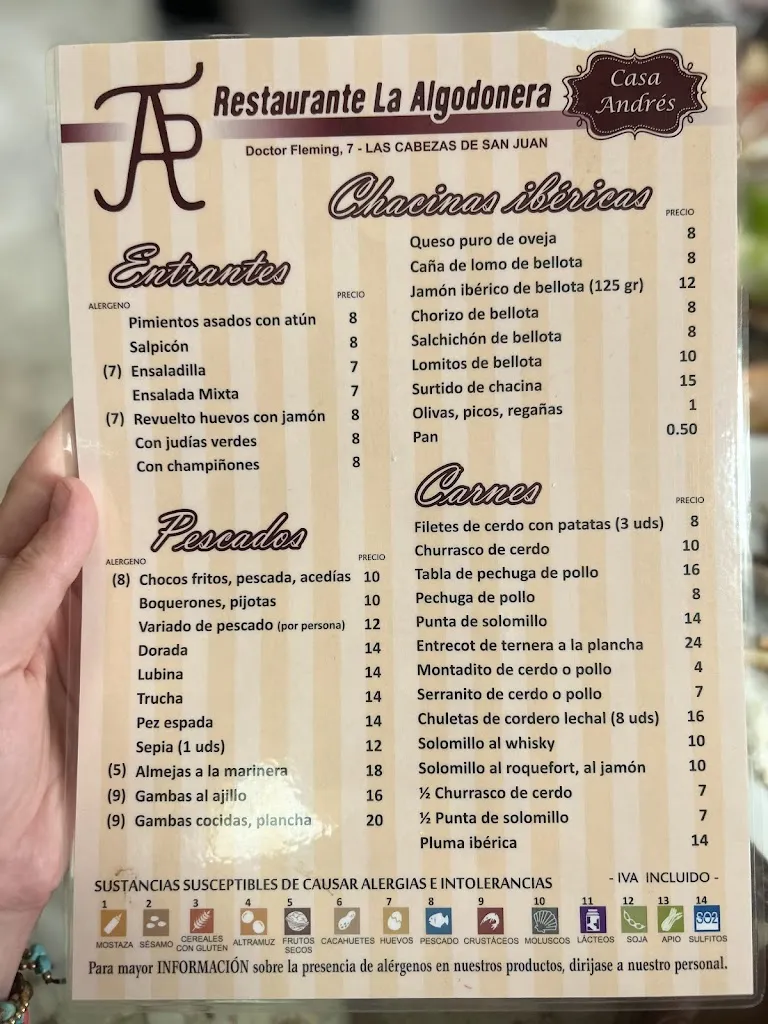 TAP
Restaurante La Algodonera
Casa
Andrés
Doctor Fleming, 7 - LAS CABEZAS DE SAN JUAN
Entrantes
ALERGENO PRECIO
Pimientos asados con atún 8
Salpicón 8
(7) Ensaladilla 7
Ensalada Mixta 7
(7) Revuelto huevos con jamón 8
Con judías verdes 8
Con champiñones 8
Pescados
ALERGENO PRECIO
(8) Chocos fritos, pescada, acedías 10
Boquerones, pijotas 10
Variado de pescado (por persona) 12
Dorada 14
Lubina 14
Trucha 14
Pez espada 14
Sepia (1 uds) 12
(5) Almejas a la marinera 18
(9) Gambas al ajillo 16
(9) Gambas cocidas, plancha 20
Chacinas ibéricas
PRECIO
Queso puro de oveja 8
Caña de lomo de bellota 8
Jamón ibérico de bellota (125 gr) 12
Chorizo de bellota 8
Salchichón de bellota 8
Lomitos de bellota 10
Surtido de chacina 15
Olivas, picos, regañas 1
Pan 0.50
Carnes
PRECIO
Filetes de cerdo con patatas (3 uds) 8
Churrasco de cerdo 10
Tabla de pechuga de pollo 16
Pechuga de pollo 8
Punta de solomillo 14
Entrecot de ternera a la plancha 24
Montadito de cerdo o pollo 4
Serranito de cerdo o pollo 7
Chuletas de cordero lechal (8 uds) 16
Solomillo al whisky 10
Solomillo al roquefort, al jamón 10
½ Churrasco de cerdo 7
½ Punta de solomillo 7
Pluma ibérica 14
SUSTANCIAS SUSCEPTIBLES DE CAUSAR ALERGIAS E INTOLERANCIAS
- IVA INCLUIDO -
1 2 3 4 5 6 7 8 9 10 11 12 13 14
SO2
MOSTAZA SÉSAMO CEREALES CON GLUTEN ALTRAMUZ FRUTOS SECOS CACAHUETES HUEVOS PESCADO CRUSTÁCEOS MOLUSCOS LÁCTEOS SOJA APIO SULFITOS
Para mayor INFORMACIÓN sobre la presencia de alérgenos en nuestros productos, dirijase a nuestro personal.